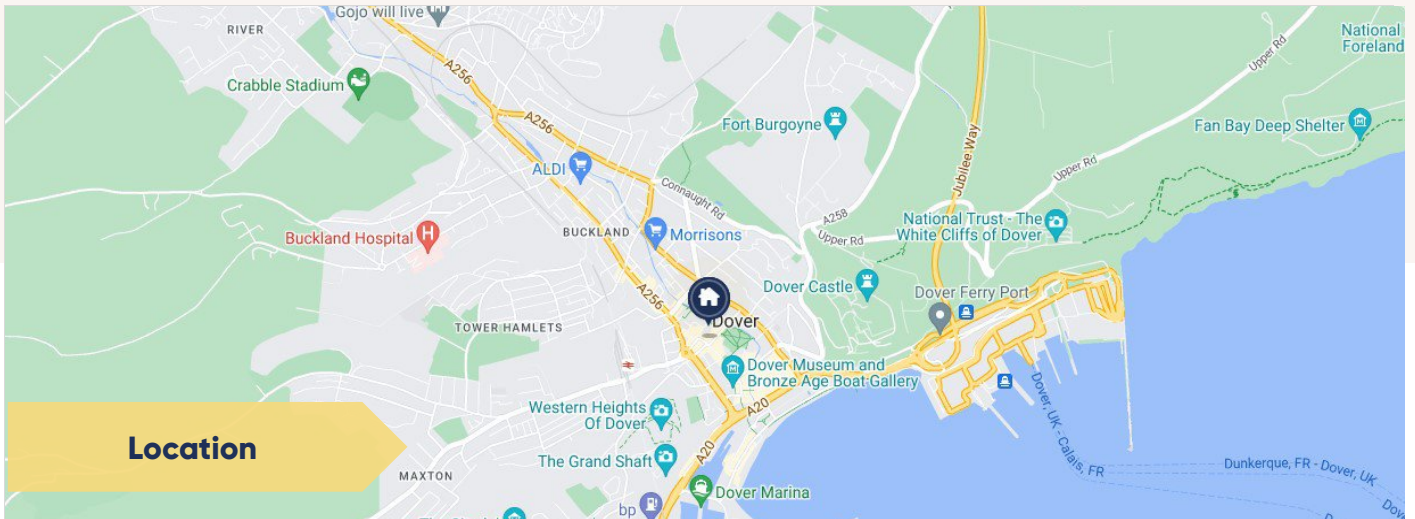 Gojo will live
RIVER
National
Foreland
Upper Rd
A256
Crabble Stadium
A256
Fort Burgoyne
Fan Bay Deep Shelter
Jubilee Way
ALDI
Upper Rd
Connaught Rd
A258
National Trust - The
White Cliffs of Dover
Buckland Hospital
H
BUCKLAND
Morrisons
Upper Rd
Dover Castle
Dover Ferry Port
A256
Dover
TOWER HAMLETS
Dover Museum and
Bronze Age Boat Gallery
Western Heights
Of Dover
A20
Dover, UK - Calais, FR
Location
The Grand Shaft
A20
Dunkerque, FR - Dover, UK
MAXTON
Dover Marina
bp